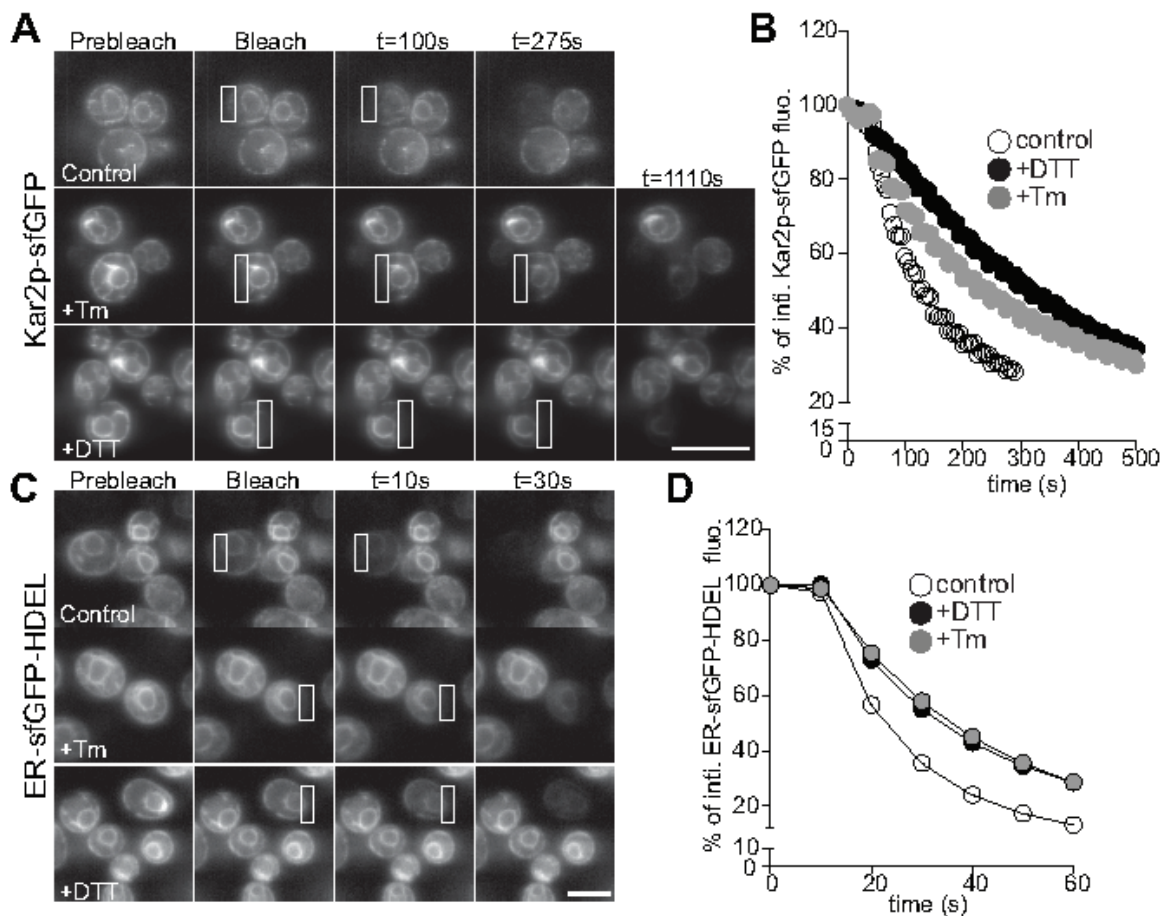 A
Prebleach Bleach t=100s t=275s
Control
t=1110s
+Tm
+DTT
Kar2p-sfGFP
B
% of inti. Kar2p-sfGFP fluo.
120
100
80
60
40
20
15
0
control
+DTT
+Tm
0 100 200 300 400 500
time (s)
C
Prebleach Bleach t=10s t=30s
Control
+Tm
+DTT
ER-sfGFP-HDEL
D
% of inti. ER-sfGFP-HDEL fluo.
120
100
80
60
40
20
10
0
control
+DTT
+Tm
0 20 40 60
time (s)